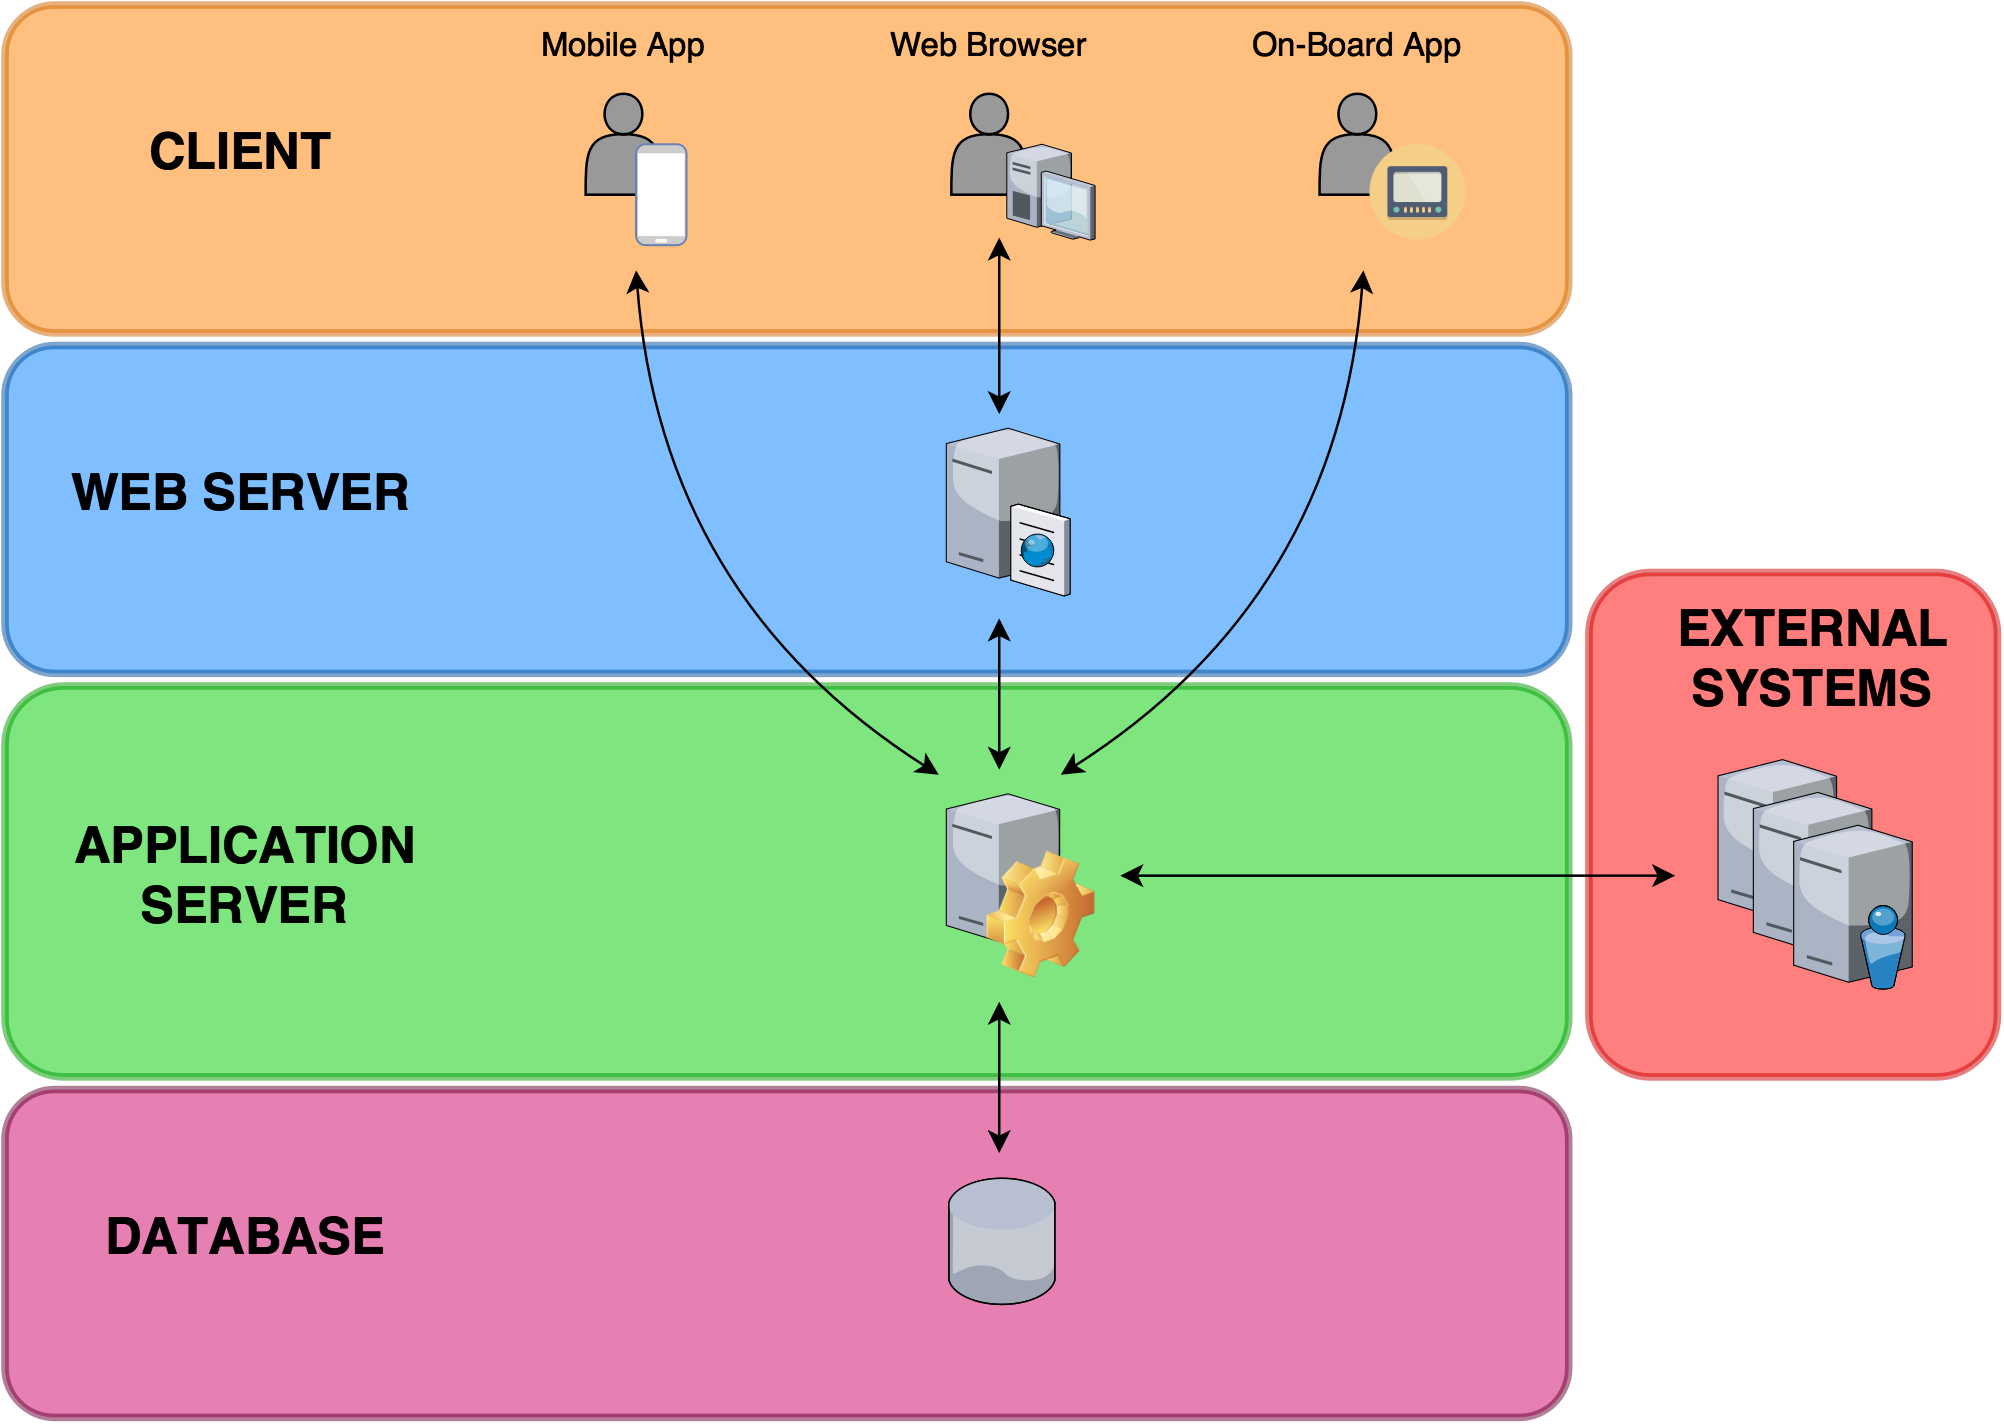 Mobile App
Web Browser
On-Board App
CLIENT
WEB SERVER
EXTERNAL
SYSTEMS
APPLICATION
SERVER
DATABASE